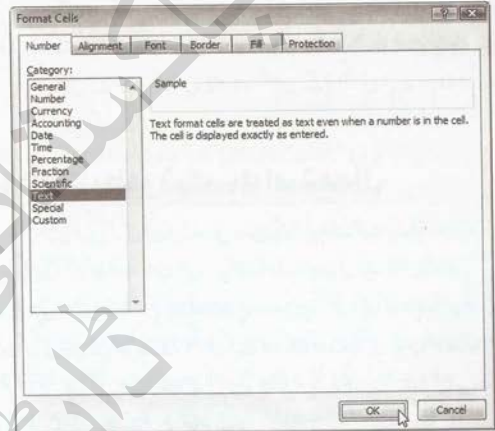 Format Cells
Number Alignment Font Border Fill Protection
Category:
General
Number
Currency
Accounting
Date
Time
Percentage
Fraction
Scientific
Text
Special
Custom
Sample
Text format cells are treated as text even when a number is in the cell.
The cell is displayed exactly as entered.
OK Cancel